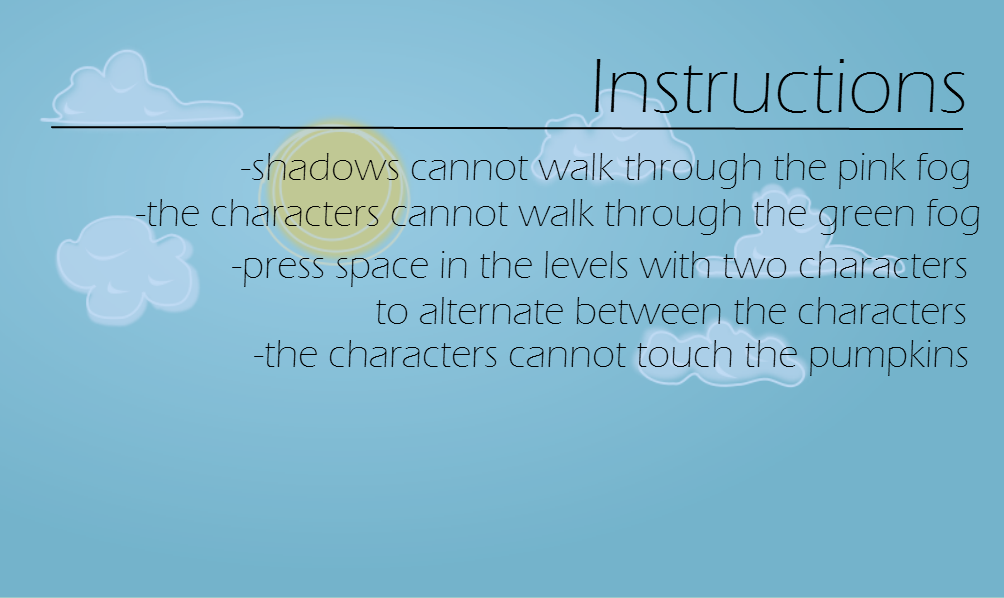 Instructions
-shadows cannot walk through the pink fog
-the characters cannot walk through the green fog
-press space in the levels with two characters
to alternate between the characters
-the characters cannot touch the pumpkins